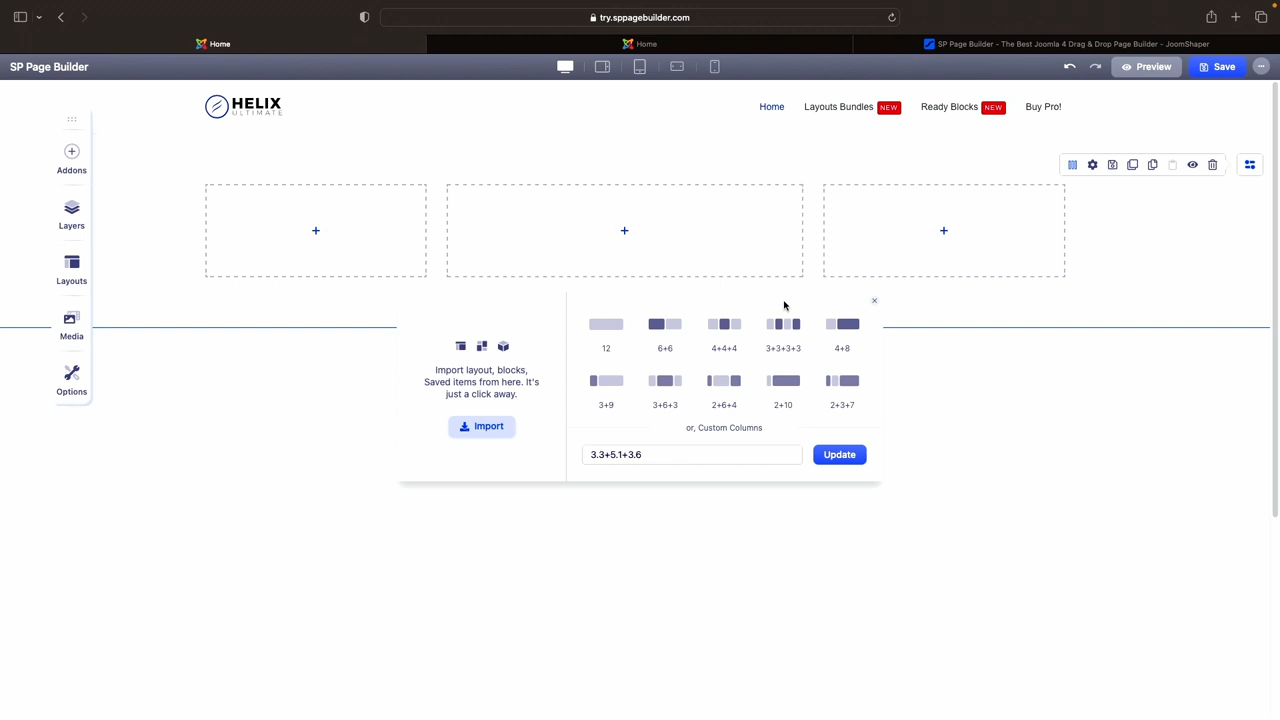 try.sppagebuilder.com
Home
Home
SP Page Builder - The Best Joomla 4 Drag & Drop Page Builder - JoomShaper
SP Page Builder
Preview
Save
HELIX
ULTIMATE
Home
Layouts Bundles NEW
Ready Blocks NEW
Buy Pro!
Addons
Layers
Layouts
Media
Options
Import layout, blocks,
Saved items from here. It's
just a click away.
Import
12
6+6
4+4+4
3+3+3+3
4+8
3+9
3+6+3
2+6+4
2+10
2+3+7
or, Custom Columns
3.3+5.1+3.6
Update